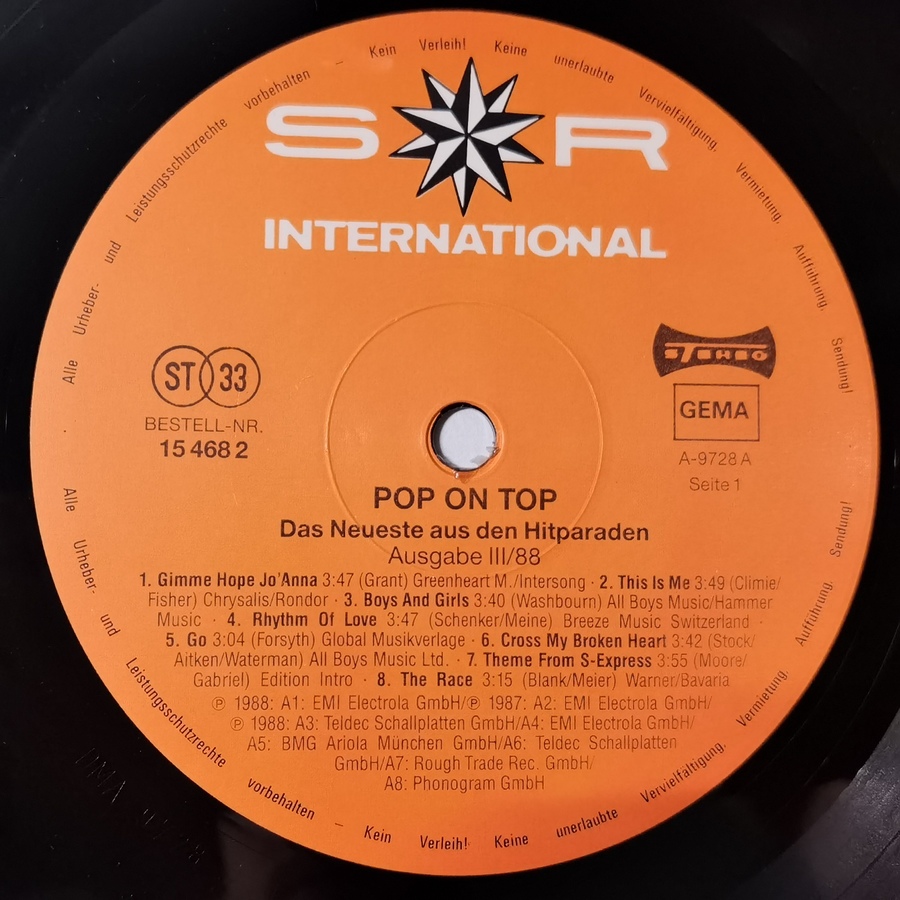 Alle Urheber- und Leistungsschutzrechte vorbehalten – Kein Verleih! Keine unerlaubte Vervielfältigung, Vermietung, Aufführung, Sendung!
S R
INTERNATIONAL
ST 33
STEREO
BESTELL-NR.
15 468 2
GEMA
A-9728 A
Seite 1
POP ON TOP
Das Neueste aus den Hitparaden
Ausgabe III/88
1. Gimme Hope Jo'Anna 3:47 (Grant) Greenheart M./Intersong · 2. This Is Me 3:49 (Climie/
Fisher) Chrysalis/Rondor · 3. Boys And Girls 3:40 (Washbourn) All Boys Music/Hammer
Music · 4. Rhythm Of Love 3:47 (Schenker/Meine) Breeze Music Switzerland ·
5. Go 3:04 (Forsyth) Global Musikverlage · 6. Cross My Broken Heart 3:42 (Stock/
Aitken/Waterman) All Boys Music Ltd. · 7. Theme From S-Express 3:55 (Moore/
Gabriel) Edition Intro · 8. The Race 3:15 (Blank/Meier) Warner/Bavaria
℗ 1988: A1: EMI Electrola GmbH/℗ 1987: A2: EMI Electrola GmbH/
℗ 1988: A3: Teldec Schallplatten GmbH/A4: EMI Electrola GmbH/
A5: BMG Ariola München GmbH/A6: Teldec Schallplatten
GmbH/A7: Rough Trade Rec. GmbH/
A8: Phonogram GmbH
Alle Urheber- und Leistungsschutzrechte vorbehalten – Kein Verleih! Keine unerlaubte Vervielfältigung, Vermietung, Aufführung, Sendung!